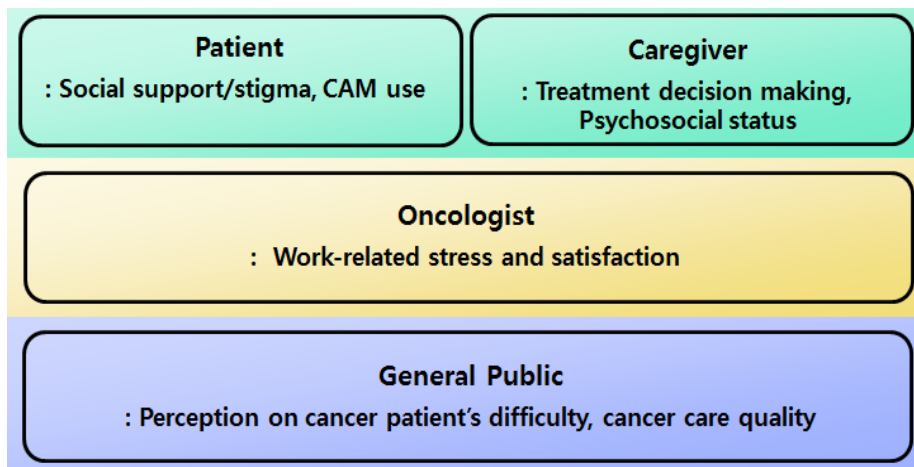 Patient
: Social support/stigma, CAM use
Caregiver
: Treatment decision making,
Psychosocial status
Oncologist
: Work-related stress and satisfaction
General Public
: Perception on cancer patient's difficulty, cancer care quality